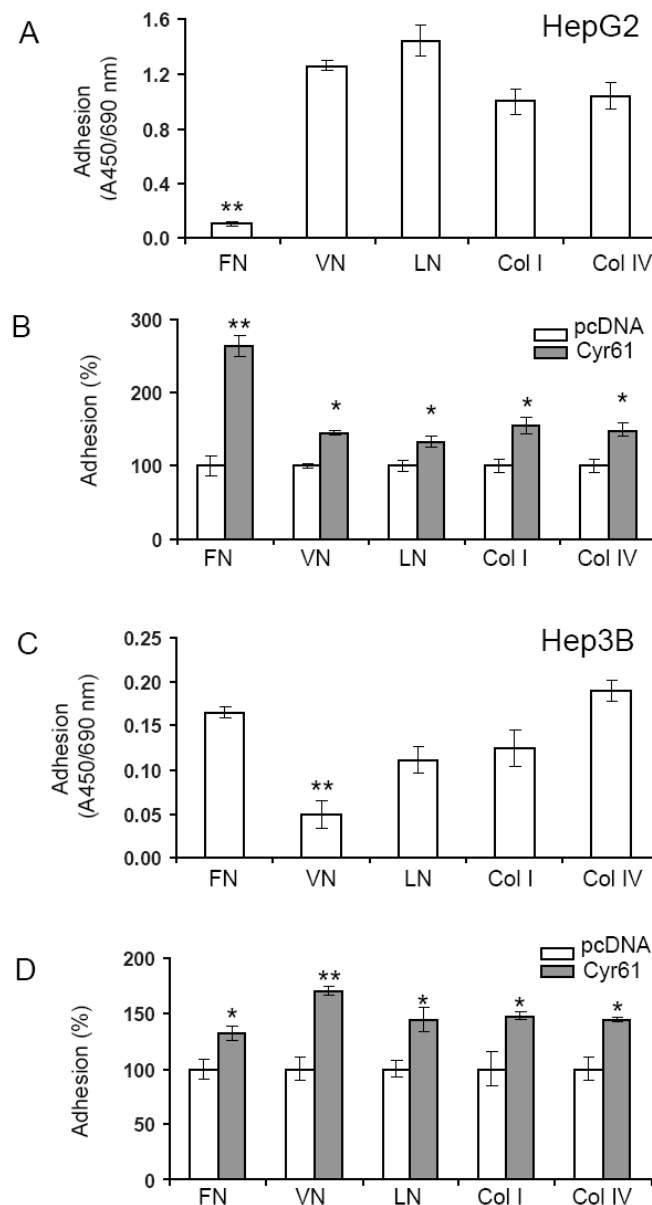 A
HepG2
Adhesion
(A450/690 nm)
1.6
1.2
0.8
0.4
0.0
**
FN VN LN Col I Col IV
B
Adhesion (%)
300
200
100
0
pcDNA
Cyr61
** * * * *
FN VN LN Col I Col IV
C
Hep3B
Adhesion
(A450/690 nm)
0.25
0.20
0.15
0.10
0.05
0.00
**
FN VN LN Col I Col IV
D
Adhesion (%)
200
150
100
50
0
pcDNA
Cyr61
* ** * * *
FN VN LN Col I Col IV